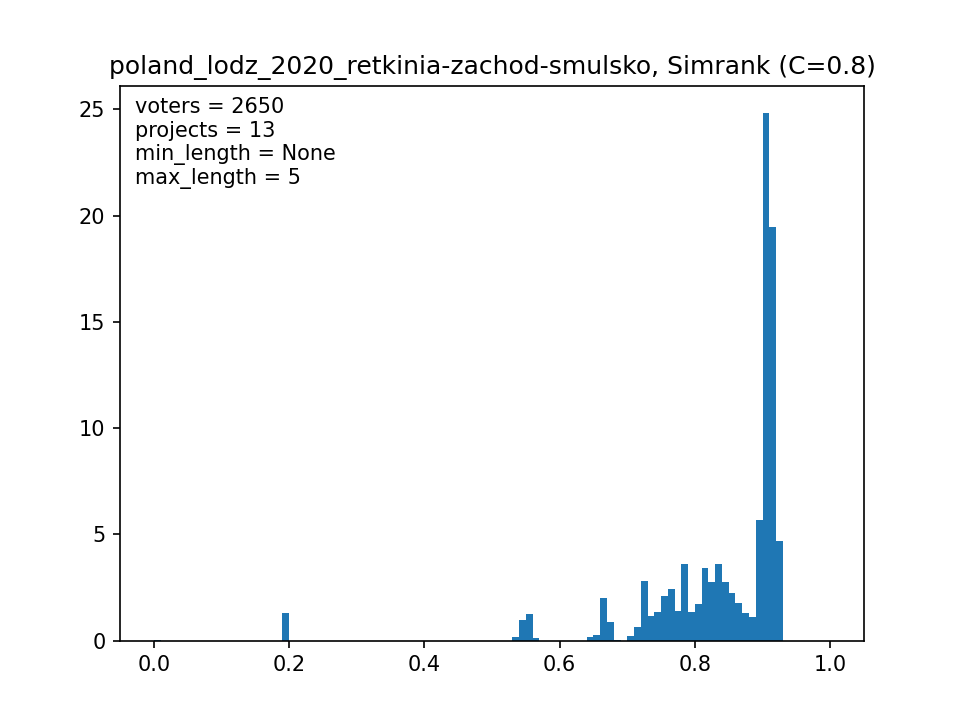 poland_lodz_2020_retkinia-zachod-smulsko, Simrank (C=0.8)
voters = 2650
projects = 13
min_length = None
max_length = 5
25
20
15
10
5
0
0.0 0.2 0.4 0.6 0.8 1.0